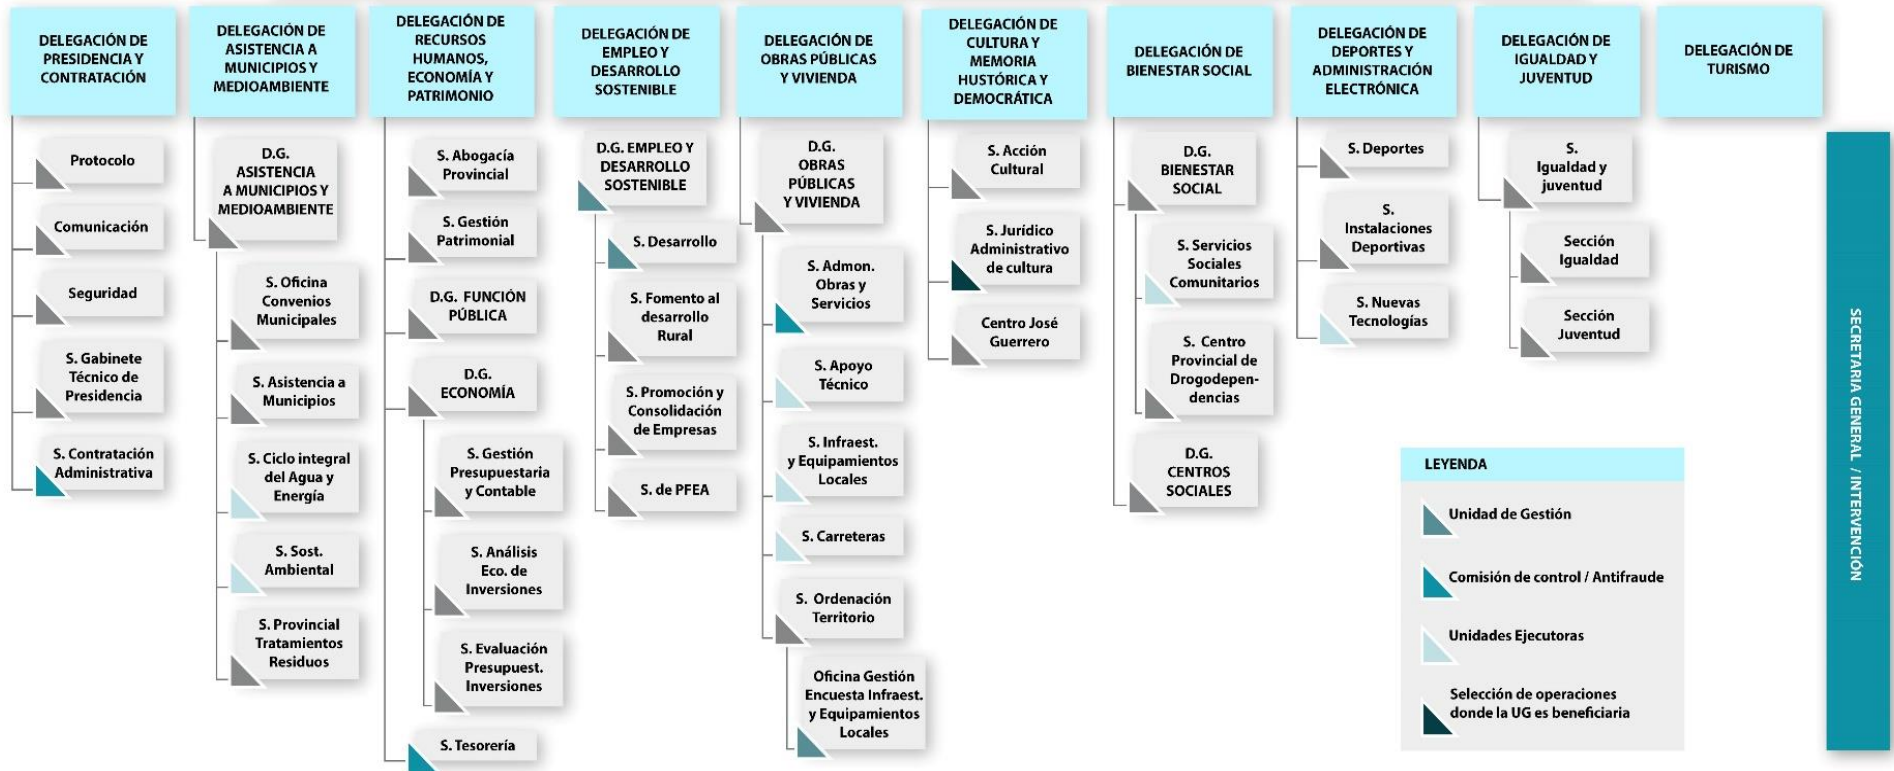 DELEGACIÓN DE
PRESIDENCIA Y
CONTRATACIÓN
Protocolo
Comunicación
Seguridad
S. Gabinete
Técnico de
Presidencia
S. Contratación
Administrativa
DELEGACIÓN DE
ASISTENCIA A
MUNICIPIOS Y
MEDIOAMBIENTE
D.G.
ASISTENCIA
A MUNICIPIOS Y
MEDIOAMBIENTE
S. Oficina
Convenios
Municipales
S. Asistencia a
Municipios
S. Ciclo integral
del Agua y
Energía
S. Sost.
Ambiental
S. Provincial
Tratamientos
Residuos
DELEGACIÓN DE
RECURSOS
HUMANOS,
ECONOMÍA Y
PATRIMONIO
S. Abogacía
Provincial
S. Gestión
Patrimonial
D.G. FUNCIÓN
PÚBLICA
D.G.
ECONOMÍA
S. Gestión
Presupuestaria
y Contable
S. Análisis
Eco. de
Inversiones
S. Evaluación
Presupuest.
Inversiones
S. Tesorería
DELEGACIÓN DE
EMPLEO Y
DESARROLLO
SOSTENIBLE
D.G. EMPLEO Y
DESARROLLO
SOSTENIBLE
S. Desarrollo
S. Fomento al
desarrollo
Rural
S. Promoción y
Consolidación
de Empresas
S. de PFEA
DELEGACIÓN DE
OBRAS PÚBLICAS
Y VIVIENDA
D.G.
OBRAS
PÚBLICAS
Y VIVIENDA
S. Admon.
Obras y
Servicios
S. Apoyo
Técnico
S. Infraest.
y Equipamientos
Locales
S. Carreteras
S. Ordenación
Territorio
Oficina Gestión
Encuesta Infraest.
y Equipamientos
Locales
DELEGACIÓN DE
CULTURA Y
MEMORIA
HUSTÓRICA Y
DEMOCRÁTICA
S. Acción
Cultural
S. Jurídico
Administrativo
de cultura
Centro José
Guerrero
DELEGACIÓN DE
BIENESTAR SOCIAL
D.G.
BIENESTAR
SOCIAL
S. Servicios
Sociales
Comunitarios
S. Centro
Provincial de
Drogodepen-
dencias
D.G.
CENTROS
SOCIALES
DELEGACIÓN DE
DEPORTES Y
ADMINISTRACIÓN
ELECTRÓNICA
S. Deportes
S.
Instalaciones
Deportivas
S. Nuevas
Tecnologías
DELEGACIÓN DE
IGUALDAD Y
JUVENTUD
S.
Igualdad y
juventud
Sección
Igualdad
Sección
Juventud
DELEGACIÓN DE
TURISMO
LEYENDA
Unidad de Gestión
Comisión de control / Antifraude
Unidades Ejecutoras
Selección de operaciones
donde la UG es beneficiaria
SECRETARIA GENERAL / INTERVENCIÓN